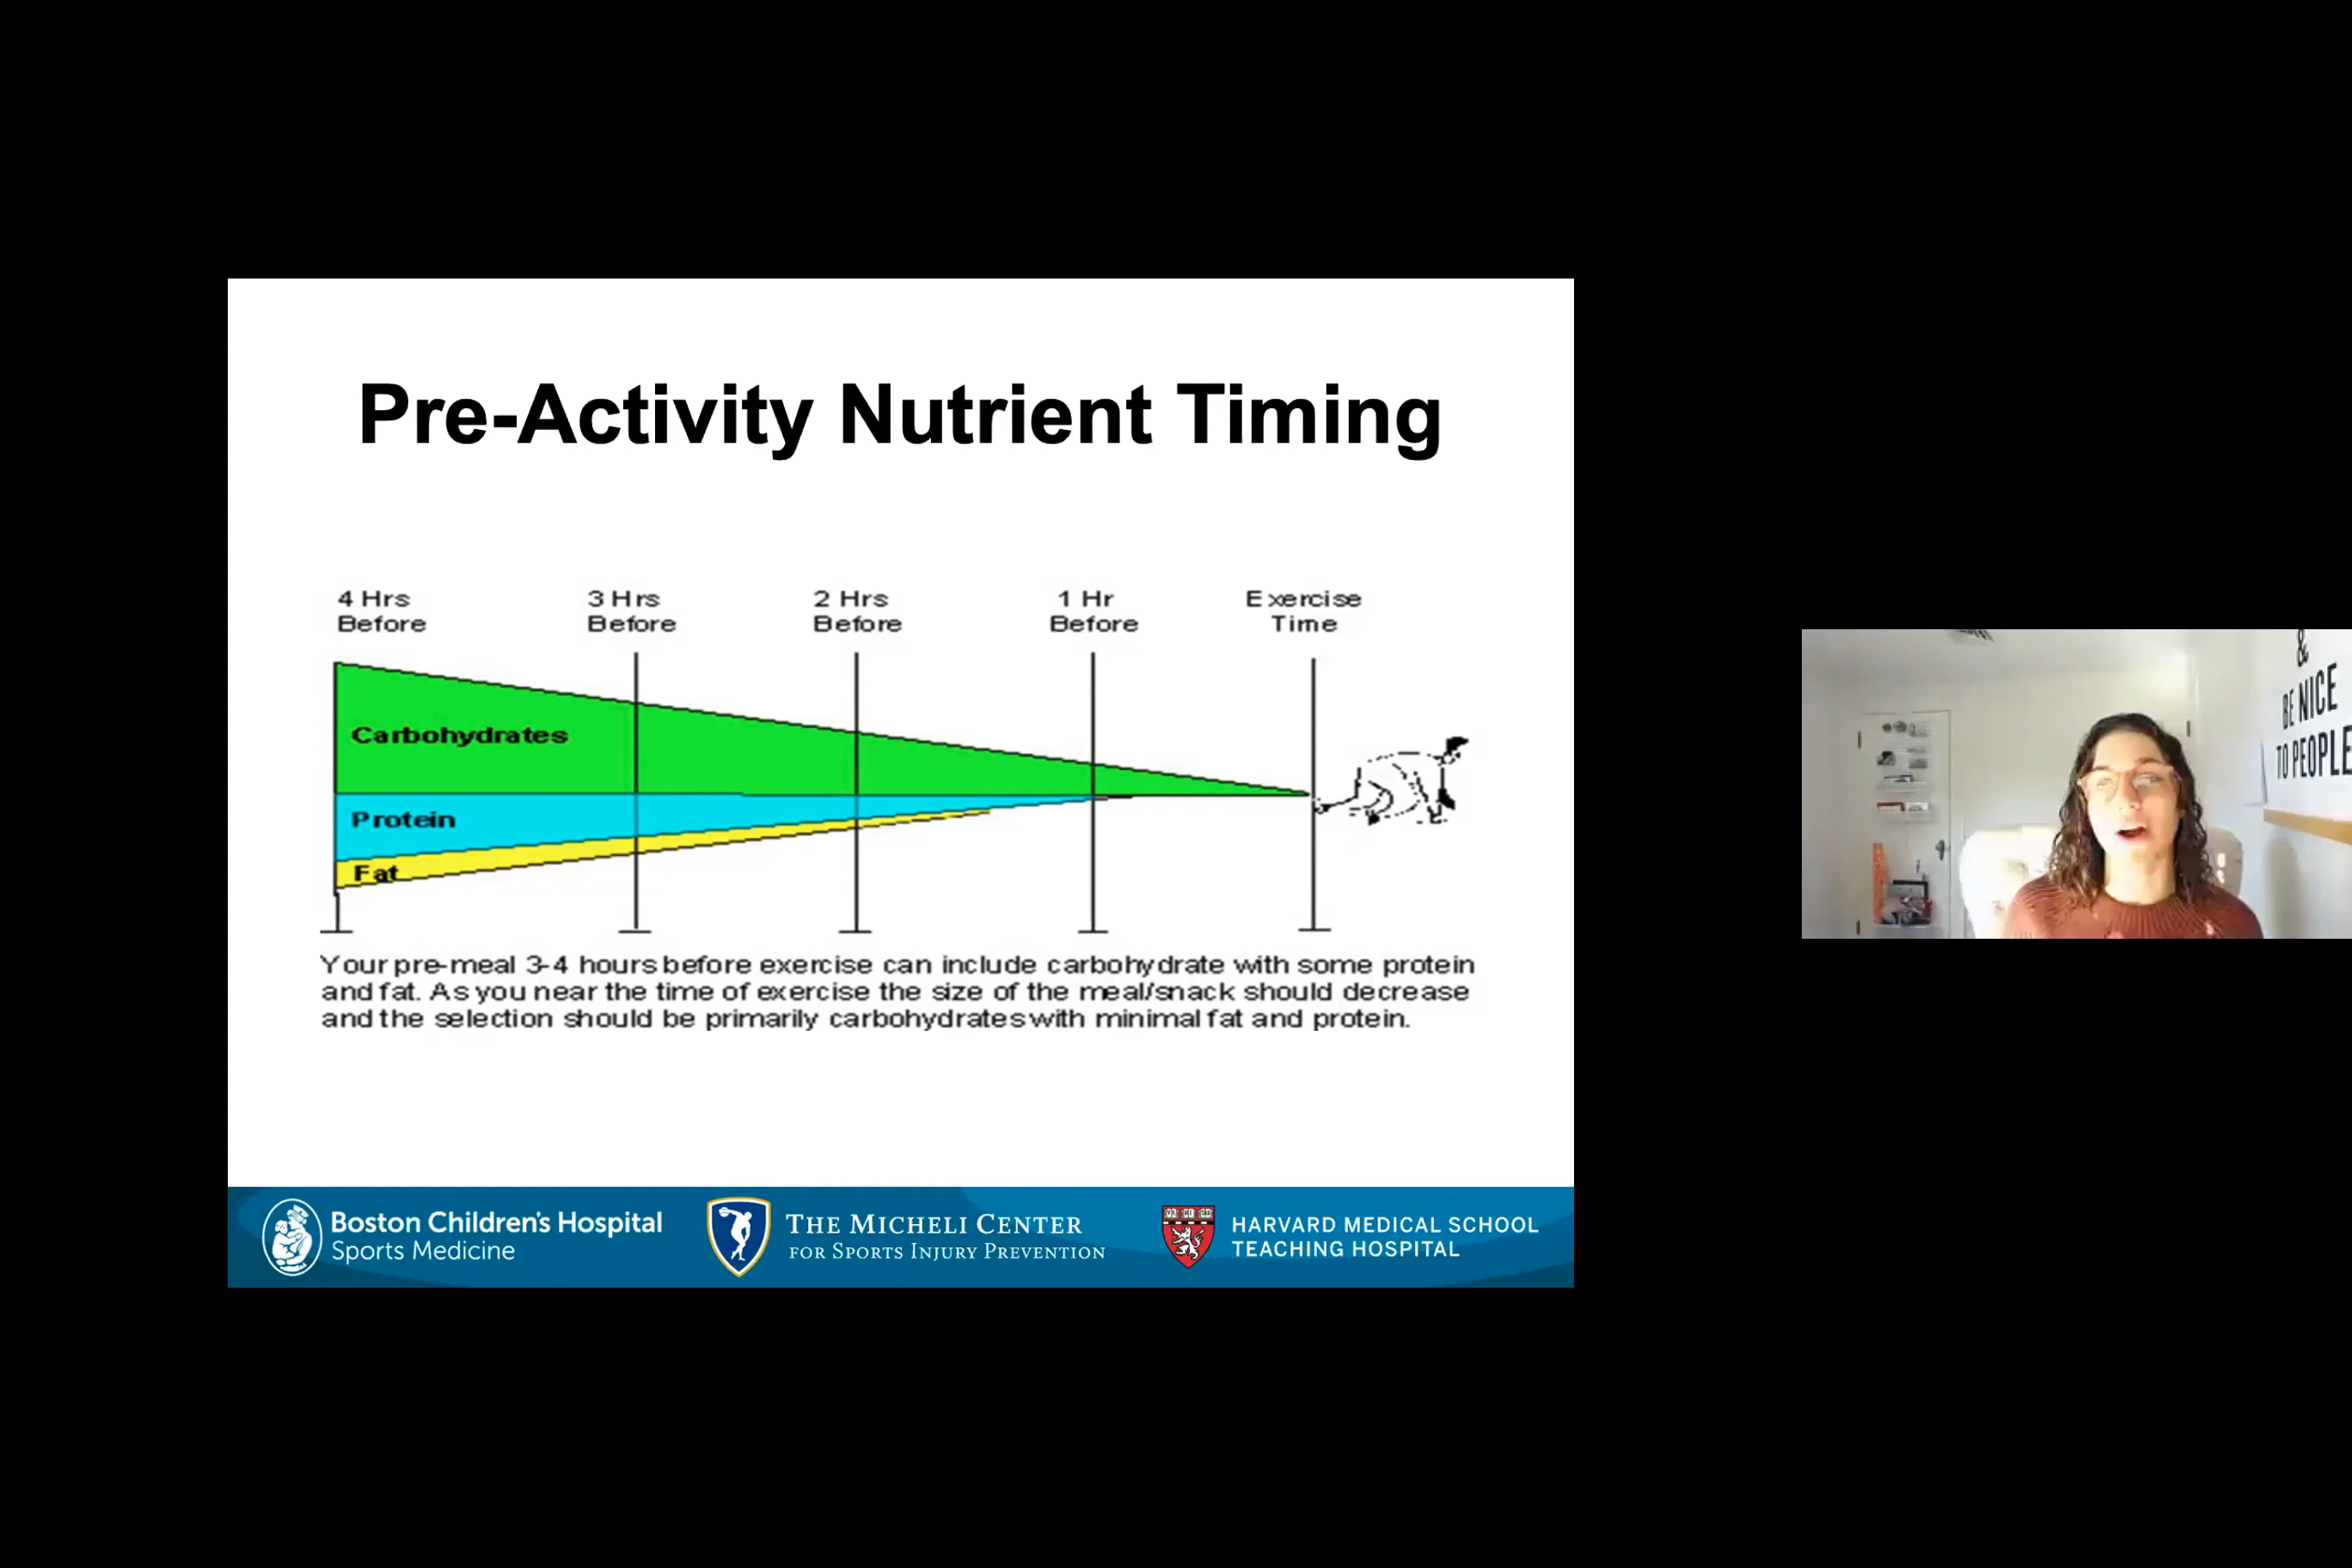 Pre-Activity Nutrient Timing
4 Hrs
Before
3 Hrs
Before
2 Hrs
Before
1 Hr
Before
Exercise
Time
Carbohydrates
Protein
Fat
Your pre-meal 3-4 hours before exercise can include carbohydrate with some protein
and fat. As you near the time of exercise the size of the meal/snack should decrease
and the selection should be primarily carbohydrates with minimal fat and protein.
Boston Children's Hospital
Sports Medicine
THE MICHELI CENTER
FOR SPORTS INJURY PREVENTION
HARVARD MEDICAL SCHOOL
TEACHING HOSPITAL
&
BE NICE
TO PEOPLE